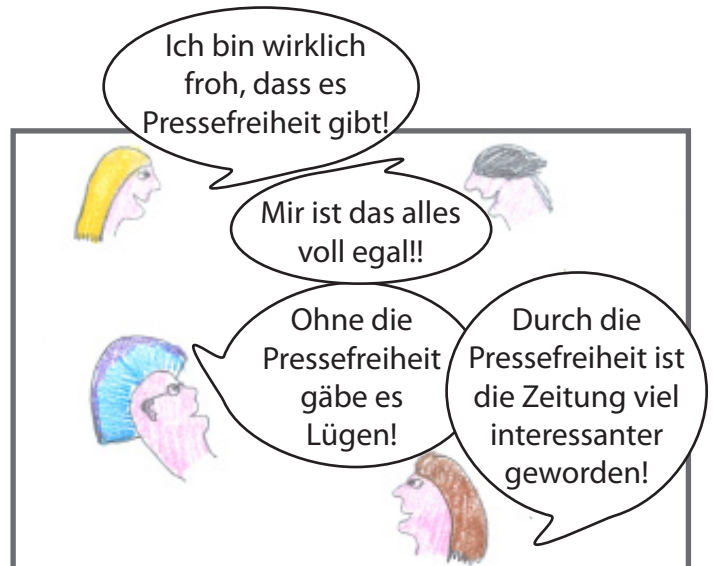 Ich bin wirklich
froh, dass es
Pressefreiheit gibt!
Mir ist das alles
voll egal!!
Ohne die
Pressefreiheit
gäbe es
Lügen!
Durch die
Pressefreiheit ist
die Zeitung viel
interessanter
geworden!